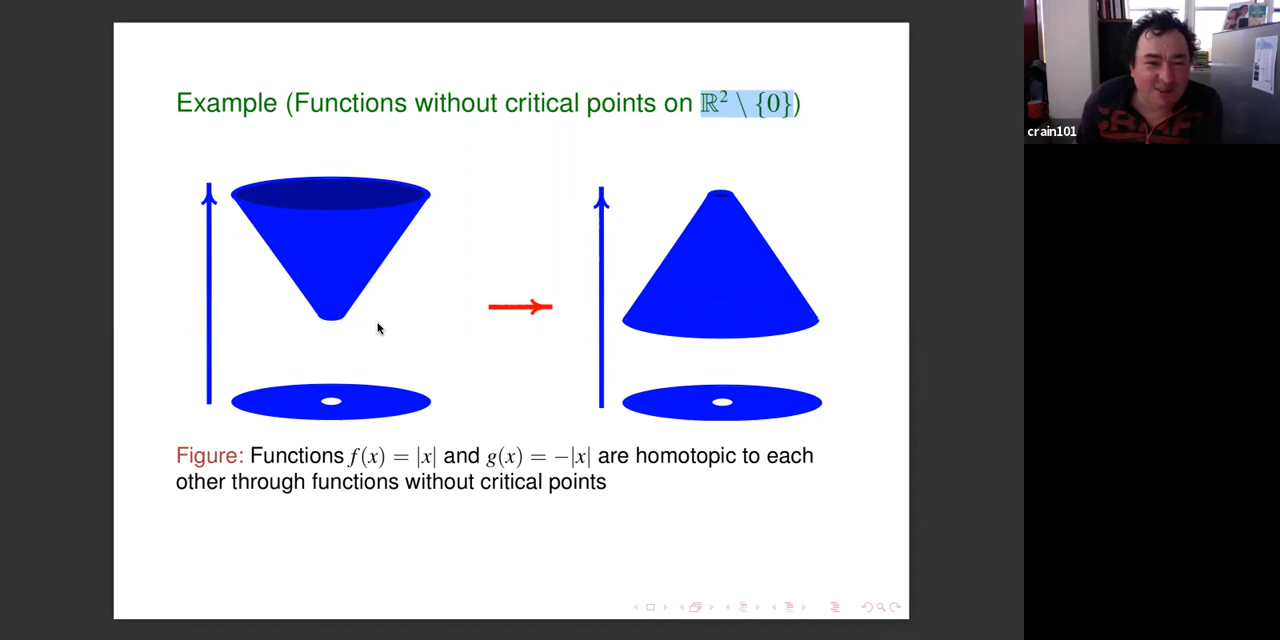 Example (Functions without critical points on ℝ² \ {0})
crain101
Figure: Functions f(x) = |x| and g(x) = −|x| are homotopic to each
other through functions without critical points